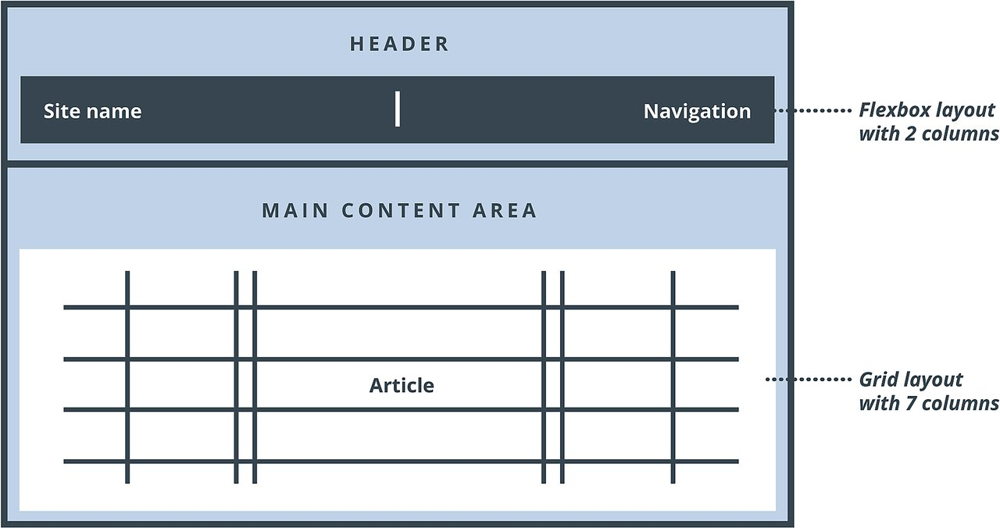 HEADER
Site name
Navigation
Flexbox layout
with 2 columns
MAIN CONTENT AREA
Article
Grid layout
with 7 columns